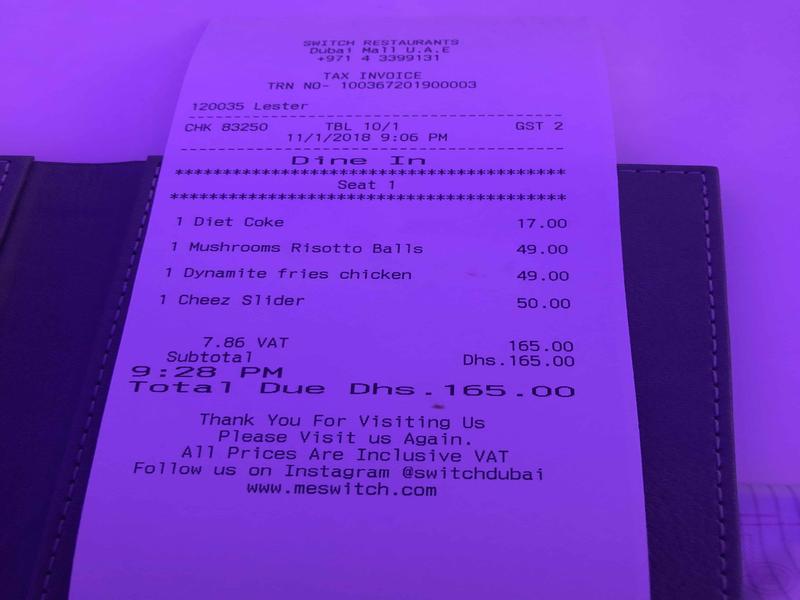 SWITCH RESTAURANTS
Dubai Mall U.A.E
+971 4 3399131
TAX INVOICE
TRN NO- 100367201900003
120035 Lester
CHK 83250 TBL 10/1 GST 2
11/1/2018 9:06 PM
Dine In
Seat 1
1 Diet Coke 17.00
1 Mushrooms Risotto Balls 49.00
1 Dynamite fries chicken 49.00
1 Cheez Slider 50.00
7.86 VAT 165.00
Subtotal Dhs.165.00
9:28 PM
Total Due Dhs.165.00
Thank You For Visiting Us
Please Visit us Again.
All Prices Are Inclusive VAT
Follow us on Instagram @switchdubai
www.meswitch.com